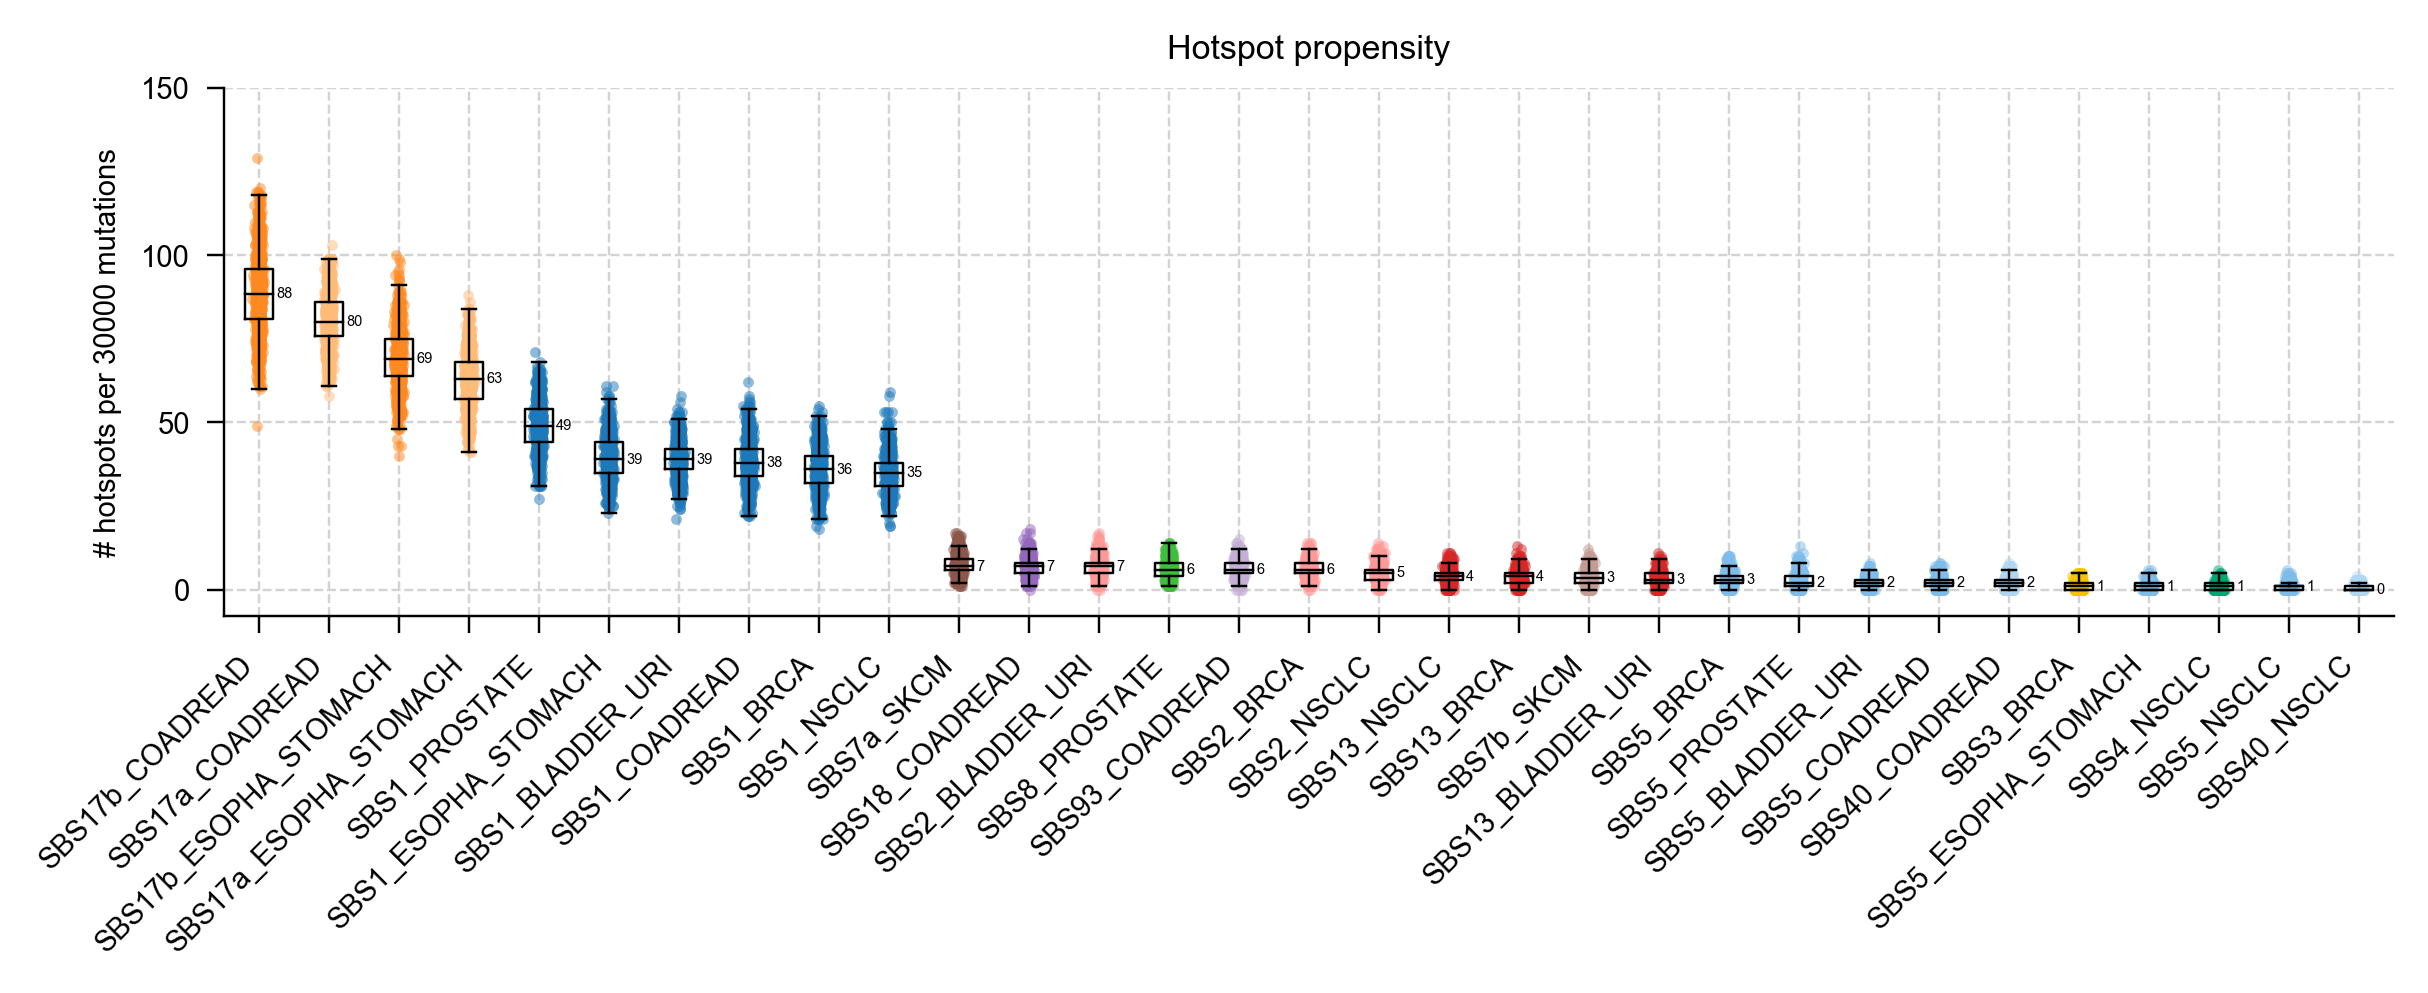 Hotspot propensity
# hotspots per 30000 mutations
150
100
50
0
88
80
69
63
49
39
39
38
36
35
7
7
7
6
6
6
5
4
4
3
3
3
2
2
2
2
1
1
1
1
0
SBS17b_COADREAD
SBS17a_COADREAD
SBS17b_ESOPHA_STOMACH
SBS17a_ESOPHA_STOMACH
SBS1_PROSTATE
SBS1_ESOPHA_STOMACH
SBS1_BLADDER_URI
SBS1_COADREAD
SBS1_BRCA
SBS1_NSCLC
SBS7a_SKCM
SBS18_COADREAD
SBS2_BLADDER_URI
SBS8_PROSTATE
SBS93_COADREAD
SBS2_BRCA
SBS2_NSCLC
SBS13_NSCLC
SBS13_BRCA
SBS7b_SKCM
SBS13_BLADDER_URI
SBS5_BRCA
SBS5_PROSTATE
SBS5_BLADDER_URI
SBS5_COADREAD
SBS40_COADREAD
SBS3_BRCA
SBS5_ESOPHA_STOMACH
SBS4_NSCLC
SBS5_NSCLC
SBS40_NSCLC